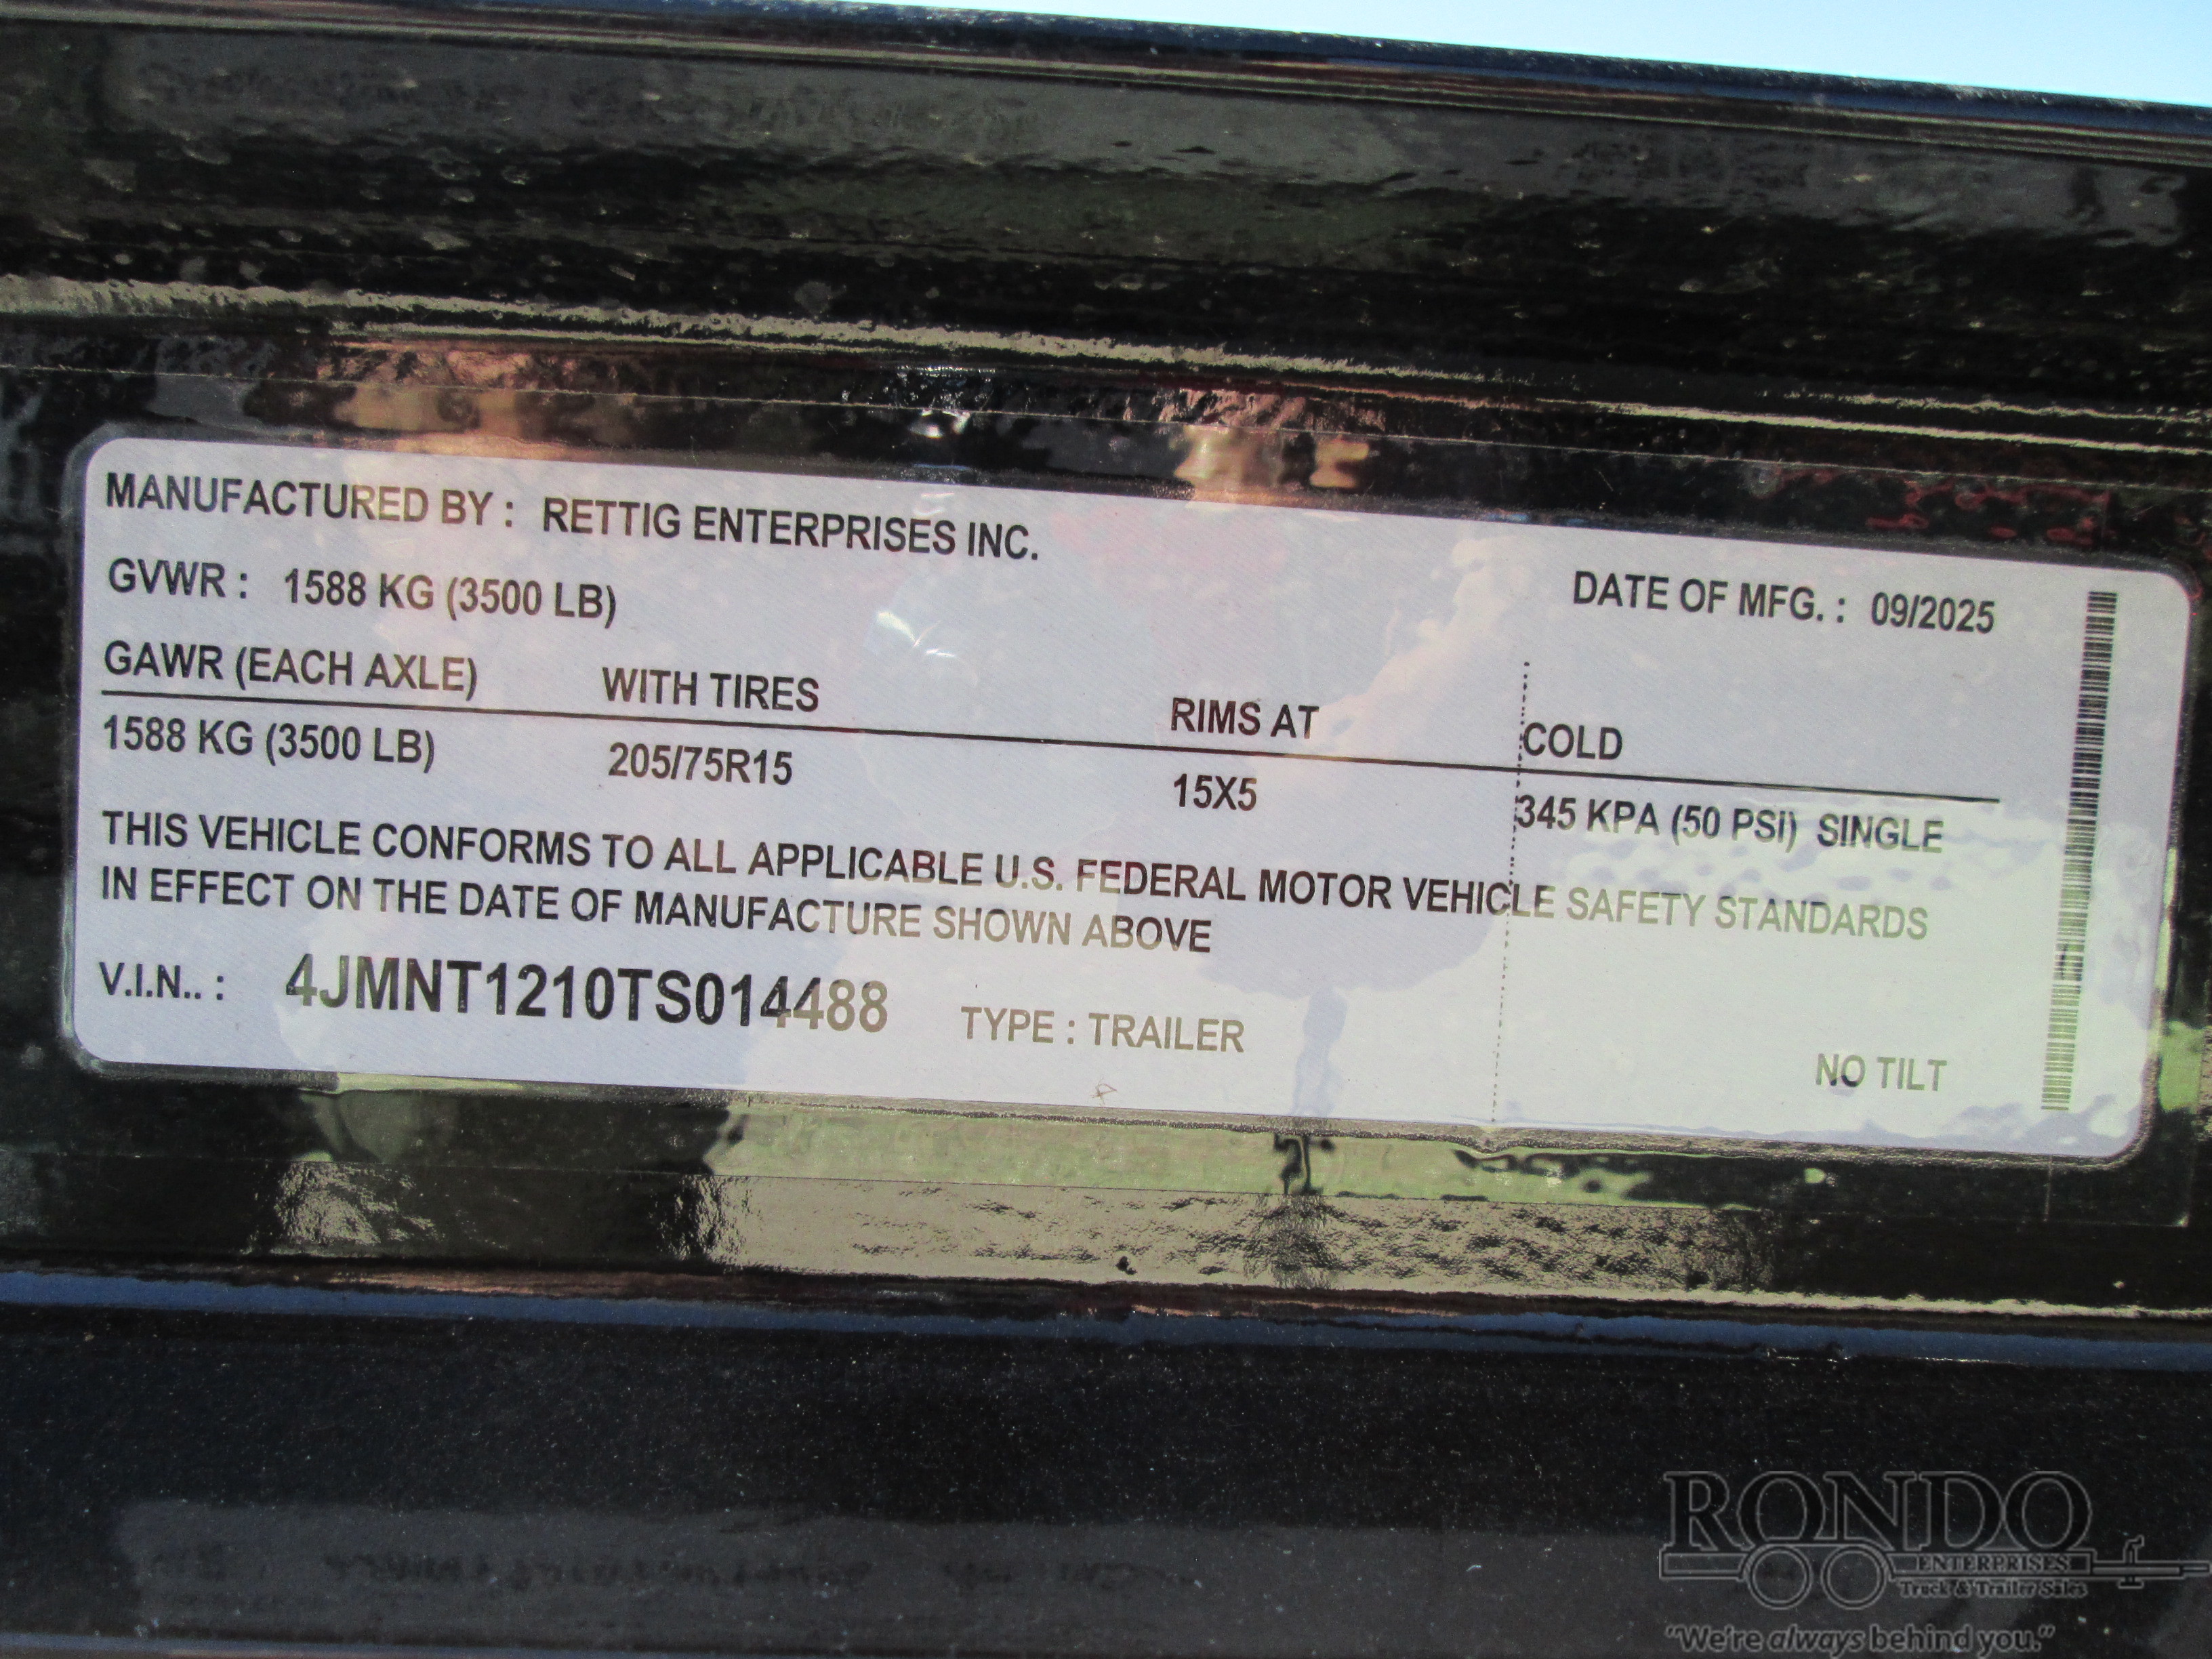 MANUFACTURED BY : RETTIG ENTERPRISES INC.
GVWR : 1588 KG (3500 LB)
DATE OF MFG. : 09/2025
GAWR (EACH AXLE) WITH TIRES RIMS AT COLD
1588 KG (3500 LB) 205/75R15 15X5 345 KPA (50 PSI) SINGLE
THIS VEHICLE CONFORMS TO ALL APPLICABLE U.S. FEDERAL MOTOR VEHICLE SAFETY STANDARDS
IN EFFECT ON THE DATE OF MANUFACTURE SHOWN ABOVE
V.I.N.. : 4JMNT1210TS014488 TYPE : TRAILER
NO TILT
RONDO
ENTERPRISES
Truck & Trailer Sales
"We're always behind you."